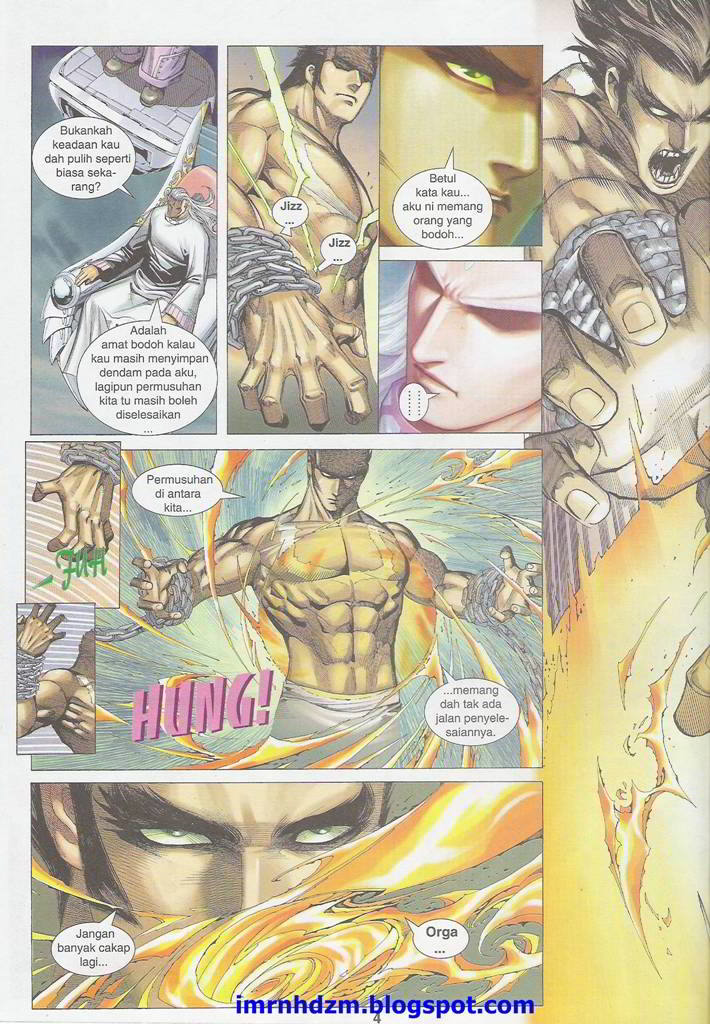 Bukankah
keadaan kau
dah pulih seperti
biasa seka-
rang?
Adalah
amat bodoh kalau
kau masih menyimpan
dendam pada aku,
lagipun permusuhan
kita tu masih boleh
diselesaikan
...
Jizz
...
Jizz
...
Betul
kata kau...
aku ni memang
orang yang
bodoh...
......
FUH
Permusuhan
di antara
kita...
HUNG!
...memang
dah tak ada
jalan penyele-
saiannya.
Jangan
banyak cakap
lagi...
Orga
...
imrnhdzm.blogspot.com
4